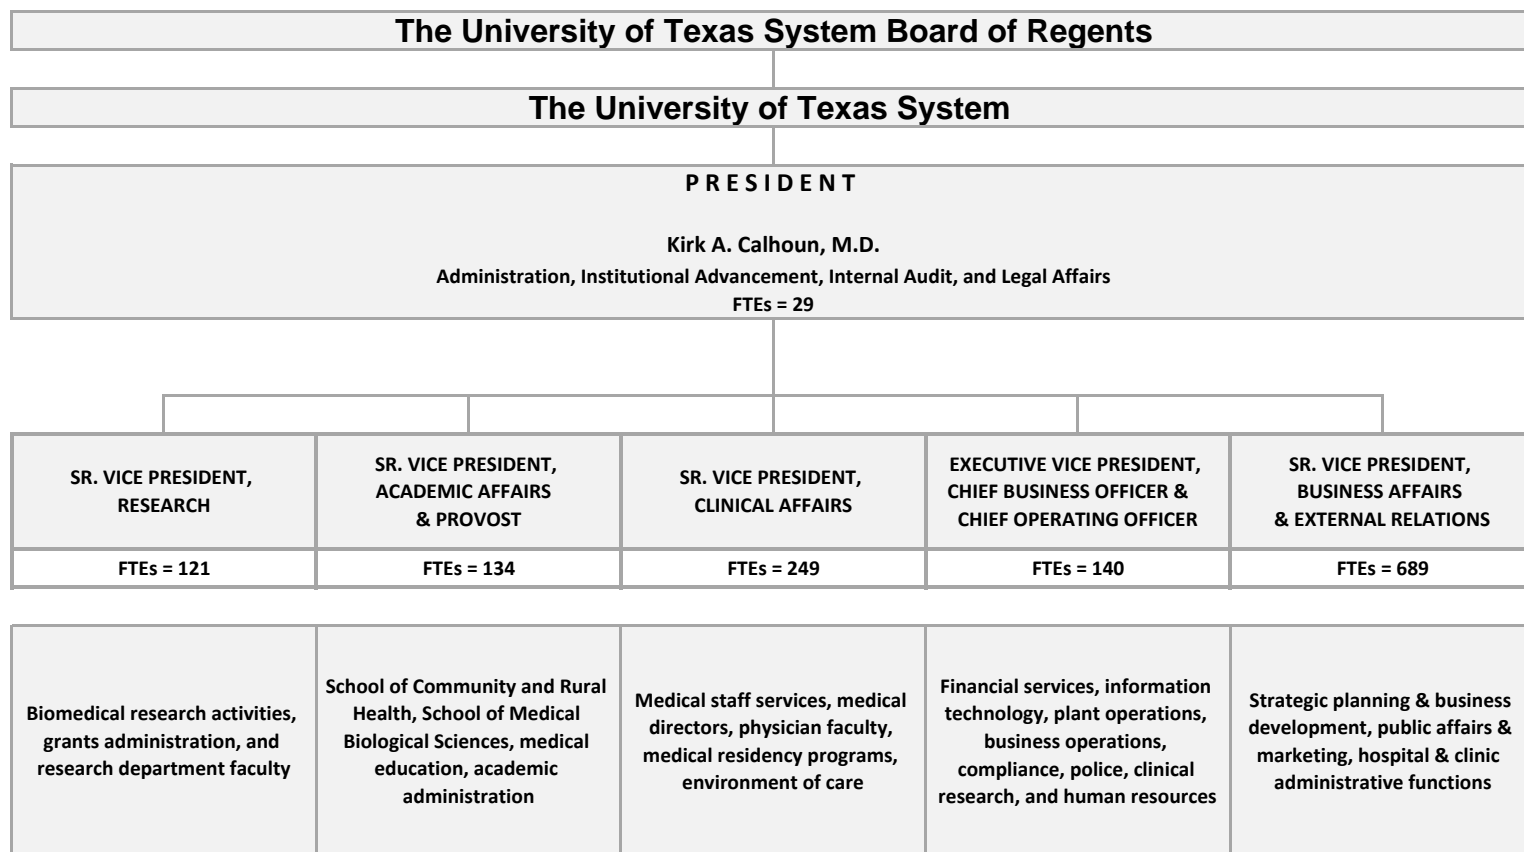 The University of Texas System Board of Regents
The University of Texas System
P R E S I D E N T
Kirk A. Calhoun, M.D.
Administration, Institutional Advancement, Internal Audit, and Legal Affairs
FTEs = 29
SR. VICE PRESIDENT,
RESEARCH
SR. VICE PRESIDENT,
ACADEMIC AFFAIRS
& PROVOST
SR. VICE PRESIDENT,
CLINICAL AFFAIRS
EXECUTIVE VICE PRESIDENT,
CHIEF BUSINESS OFFICER &
CHIEF OPERATING OFFICER
SR. VICE PRESIDENT,
BUSINESS AFFAIRS
& EXTERNAL RELATIONS
FTEs = 121
FTEs = 134
FTEs = 249
FTEs = 140
FTEs = 689
Biomedical research activities,
grants administration, and
research department faculty
School of Community and Rural
Health, School of Medical
Biological Sciences, medical
education, academic
administration
Medical staff services, medical
directors, physician faculty,
medical residency programs,
environment of care
Financial services, information
technology, plant operations,
business operations,
compliance, police, clinical
research, and human resources
Strategic planning & business
development, public affairs &
marketing, hospital & clinic
administrative functions